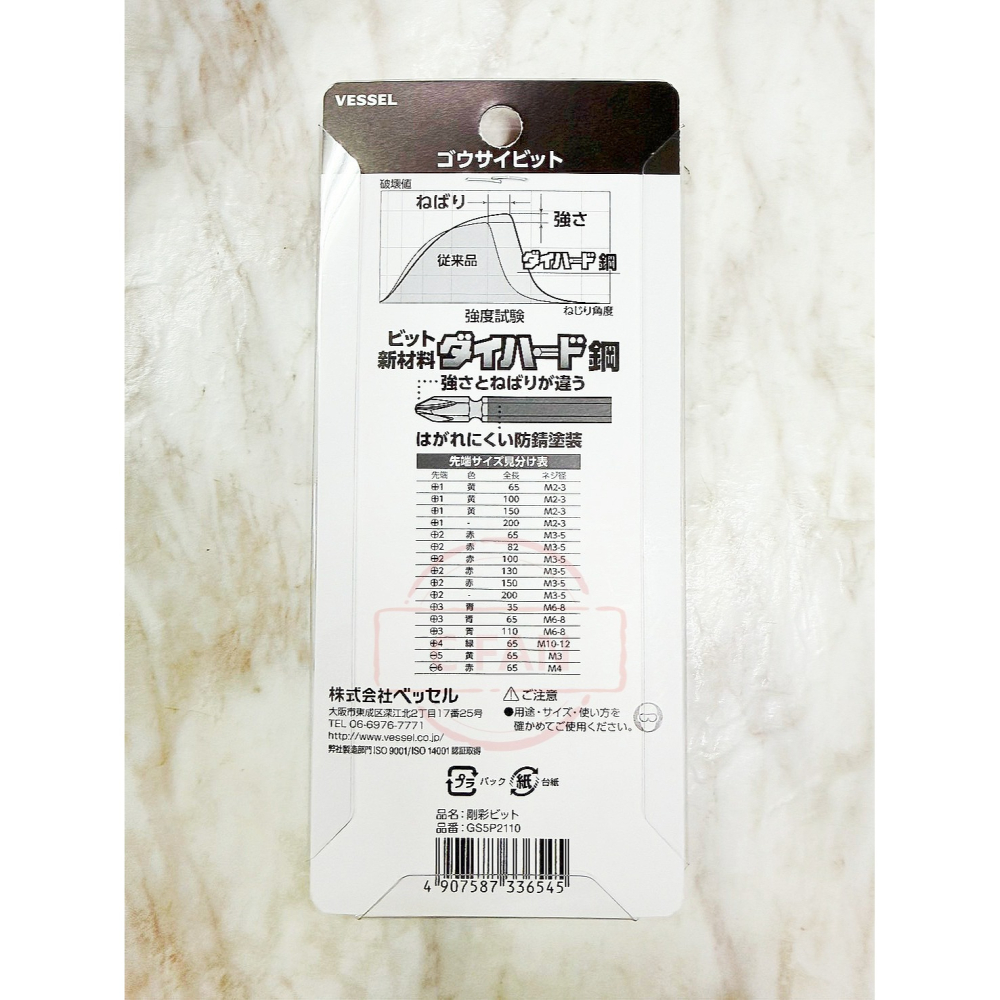 VESSEL
ゴウサイビット
破壊値
ねばり
強さ
従来品
ダイハード鋼
ねじり角度
強度試験
ビット
新材料 ダイハード鋼
強さとねばりが違う
はがれにくい防錆塗装
先端サイズ見分け表
先端 色 全長 ネジ径
⊕1 黄 65 M2-3
⊕1 黄 100 M2-3
⊕1 黄 150 M2-3
⊕1 - 200 M2-3
⊕2 赤 65 M3-5
⊕2 赤 82 M3-5
⊕2 赤 100 M3-5
⊕2 赤 130 M3-5
⊕2 赤 150 M3-5
⊕2 - 200 M3-5
⊕3 青 35 M6-8
⊕3 青 65 M6-8
⊕3 青 110 M6-8
⊕4 緑 65 M10-12
⊖5 黄 65 M3
⊖6 赤 65 M4
株式会社ベッセル
大阪市東成区深江北2丁目17番25号
TEL 06-6976-7771
http://www.vessel.co.jp/
弊社製造部門 ISO 9001/ISO 14001 認証取得
⚠ご注意
●用途・サイズ・使い方を
確かめてご使用ください。
プラ パック 紙 台紙
品名：剛彩ビット
品番：GS5P2110
4 907587 336545